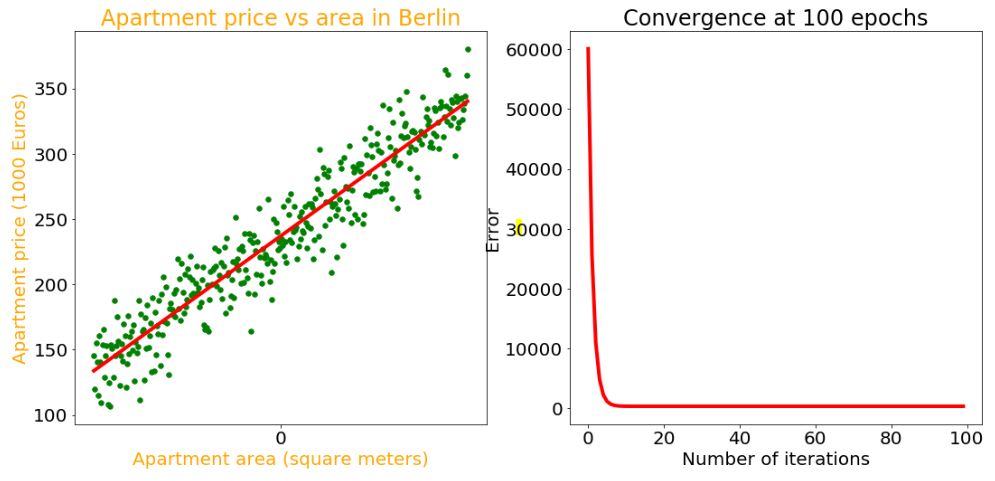 Apartment price vs area in Berlin
Apartment price (1000 Euros)
350
300
250
200
150
100
0
Apartment area (square meters)
Convergence at 100 epochs
Error
60000
50000
40000
30000
20000
10000
0
0 20 40 60 80 100
Number of iterations